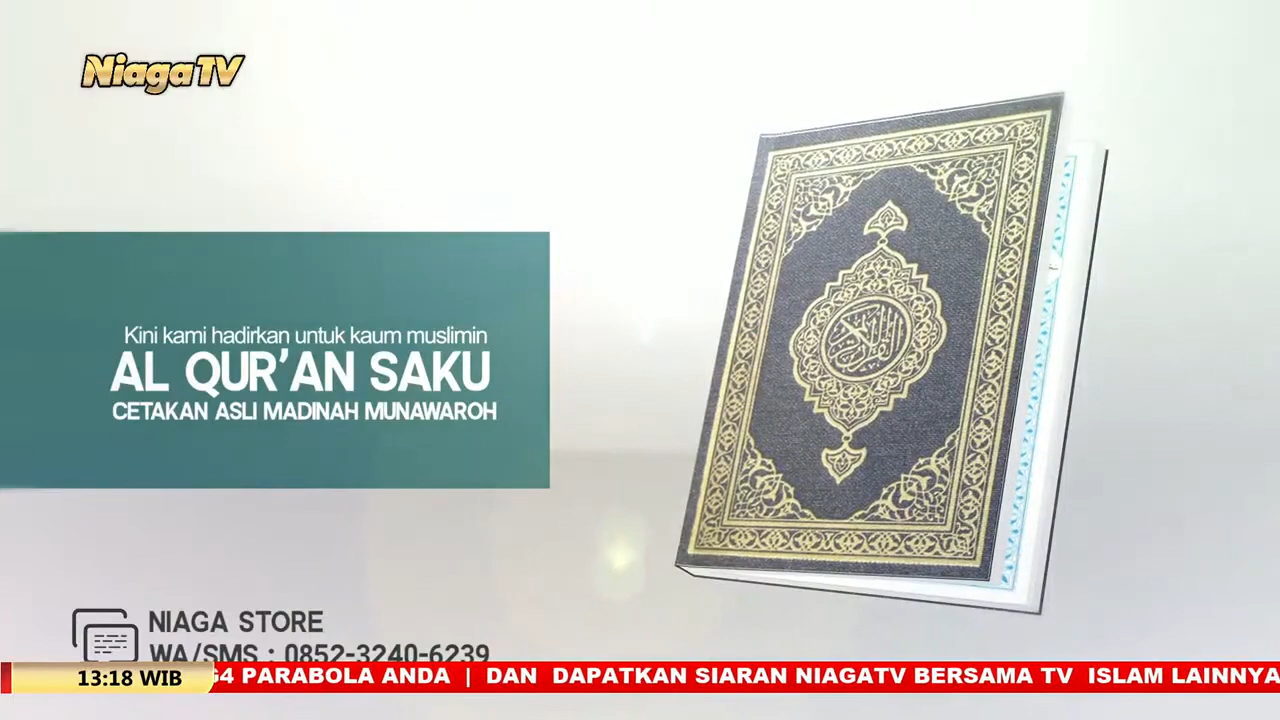 NiagaTV
Kini kami hadirkan untuk kaum muslimin
AL QUR'AN SAKU
CETAKAN ASLI MADINAH MUNAWAROH
NIAGA STORE
WA/SMS : 0852-3240-6239
13:18 WIB
64 PARABOLA ANDA | DAN DAPATKAN SIARAN NIAGATV BERSAMA TV ISLAM LAINNYA